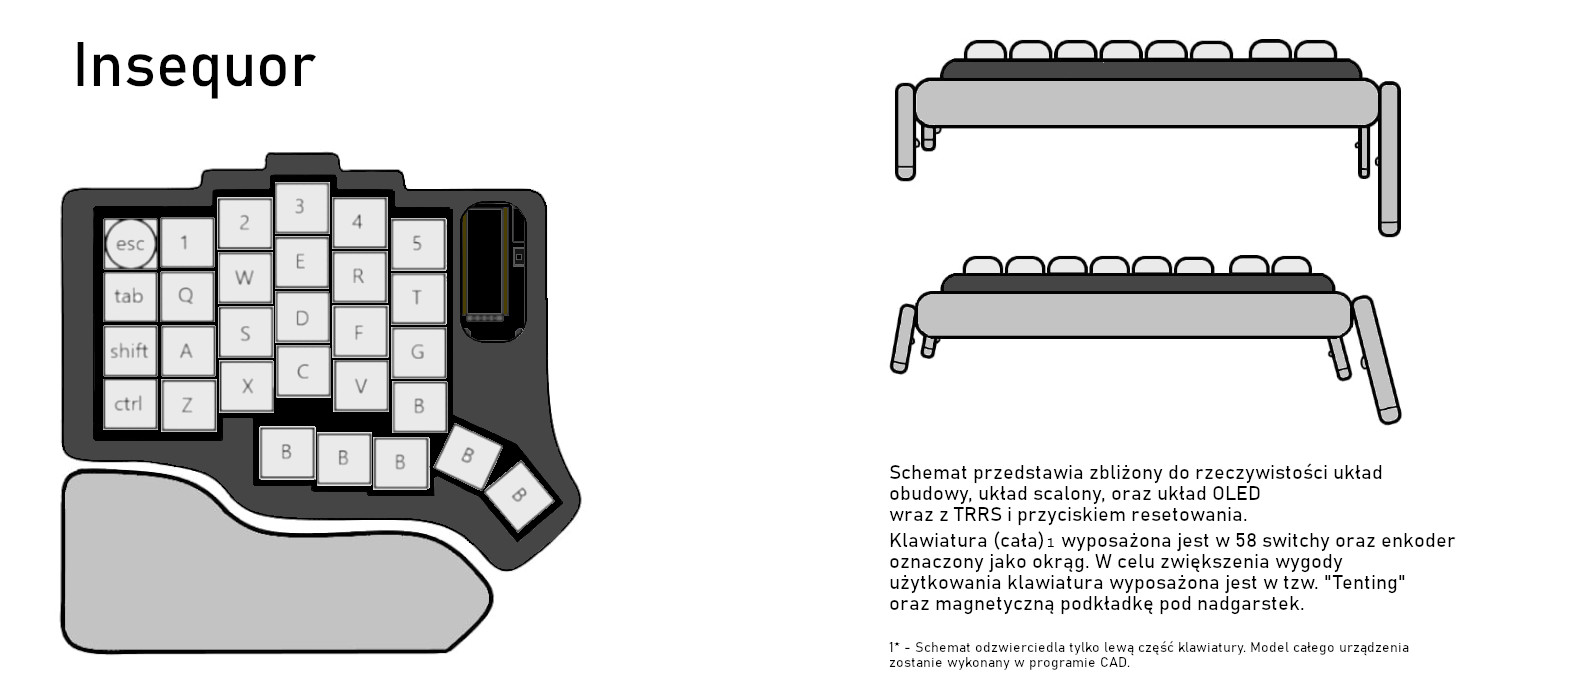 Insequor
3
2
4
esc
1
5
E
W
R
tab
Q
T
D
S
F
shift
A
G
C
X
V
ctrl
Z
B
B
B
B
B
B
Schemat przedstawia zbliżony do rzeczywistości układ
obudowy, układ scalony, oraz układ OLED
wraz z TRRS i przyciskiem resetowania.
Klawiatura (cała)1 wyposażona jest w 58 switchy oraz enkoder
oznaczony jako okrąg. W celu zwiększenia wygody
użytkowania klawiatura wyposażona jest w tzw. "Tenting"
oraz magnetyczną podkładkę pod nadgarstek.
1* - Schemat odzwierciedla tylko lewą część klawiatury. Model całego urządzenia
zostanie wykonany w programie CAD.